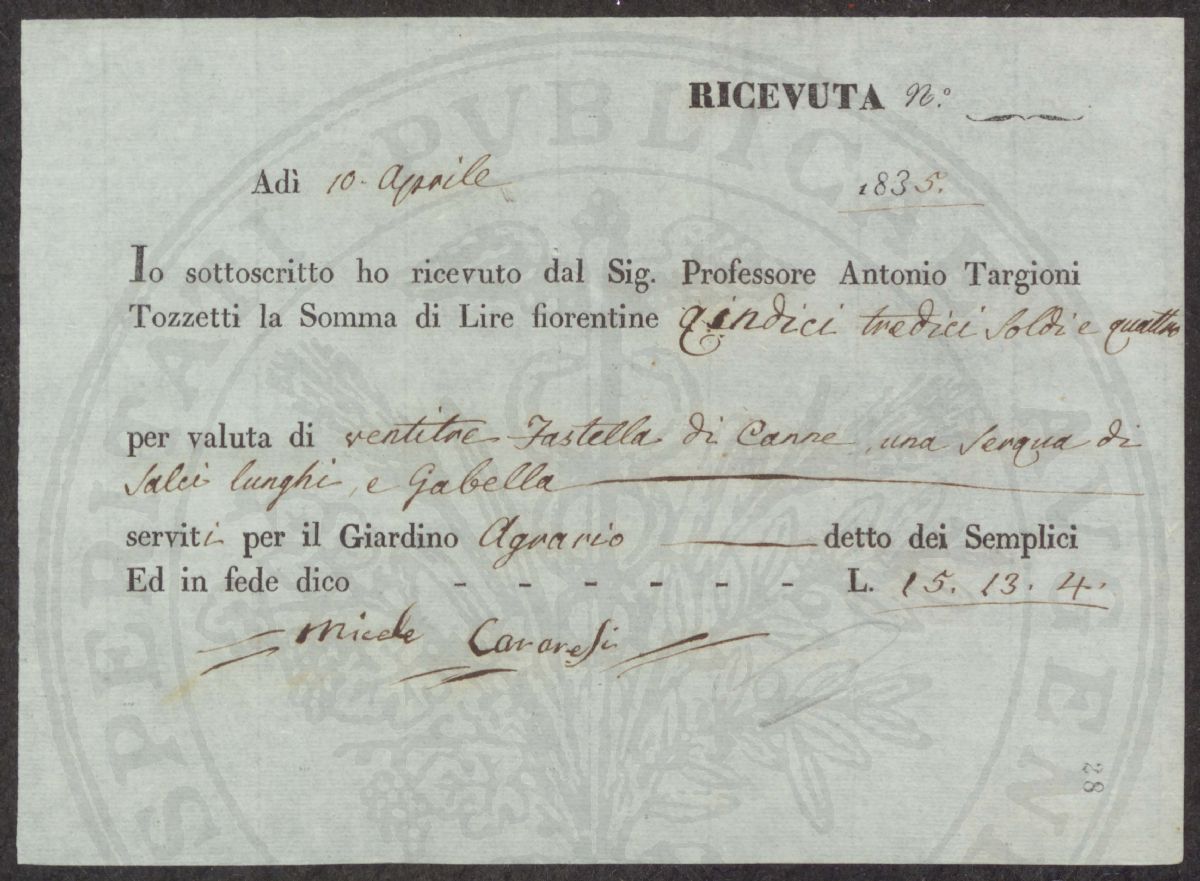 RICEVUTA N.º
Adì 10. Aprile 1835.
Io sottoscritto ho ricevuto dal Sig. Professore Antonio Targioni
Tozzetti la Somma di Lire fiorentine qindici tredici soldi e quattro
per valuta di ventitre Fastella di Canne, una Serqua di
Salci lunghi, e Gabella
serviti per il Giardino Agrario detto dei Semplici
Ed in fede dico - - - - - - L. 15. 13. 4.
Micele Cavaresi
28